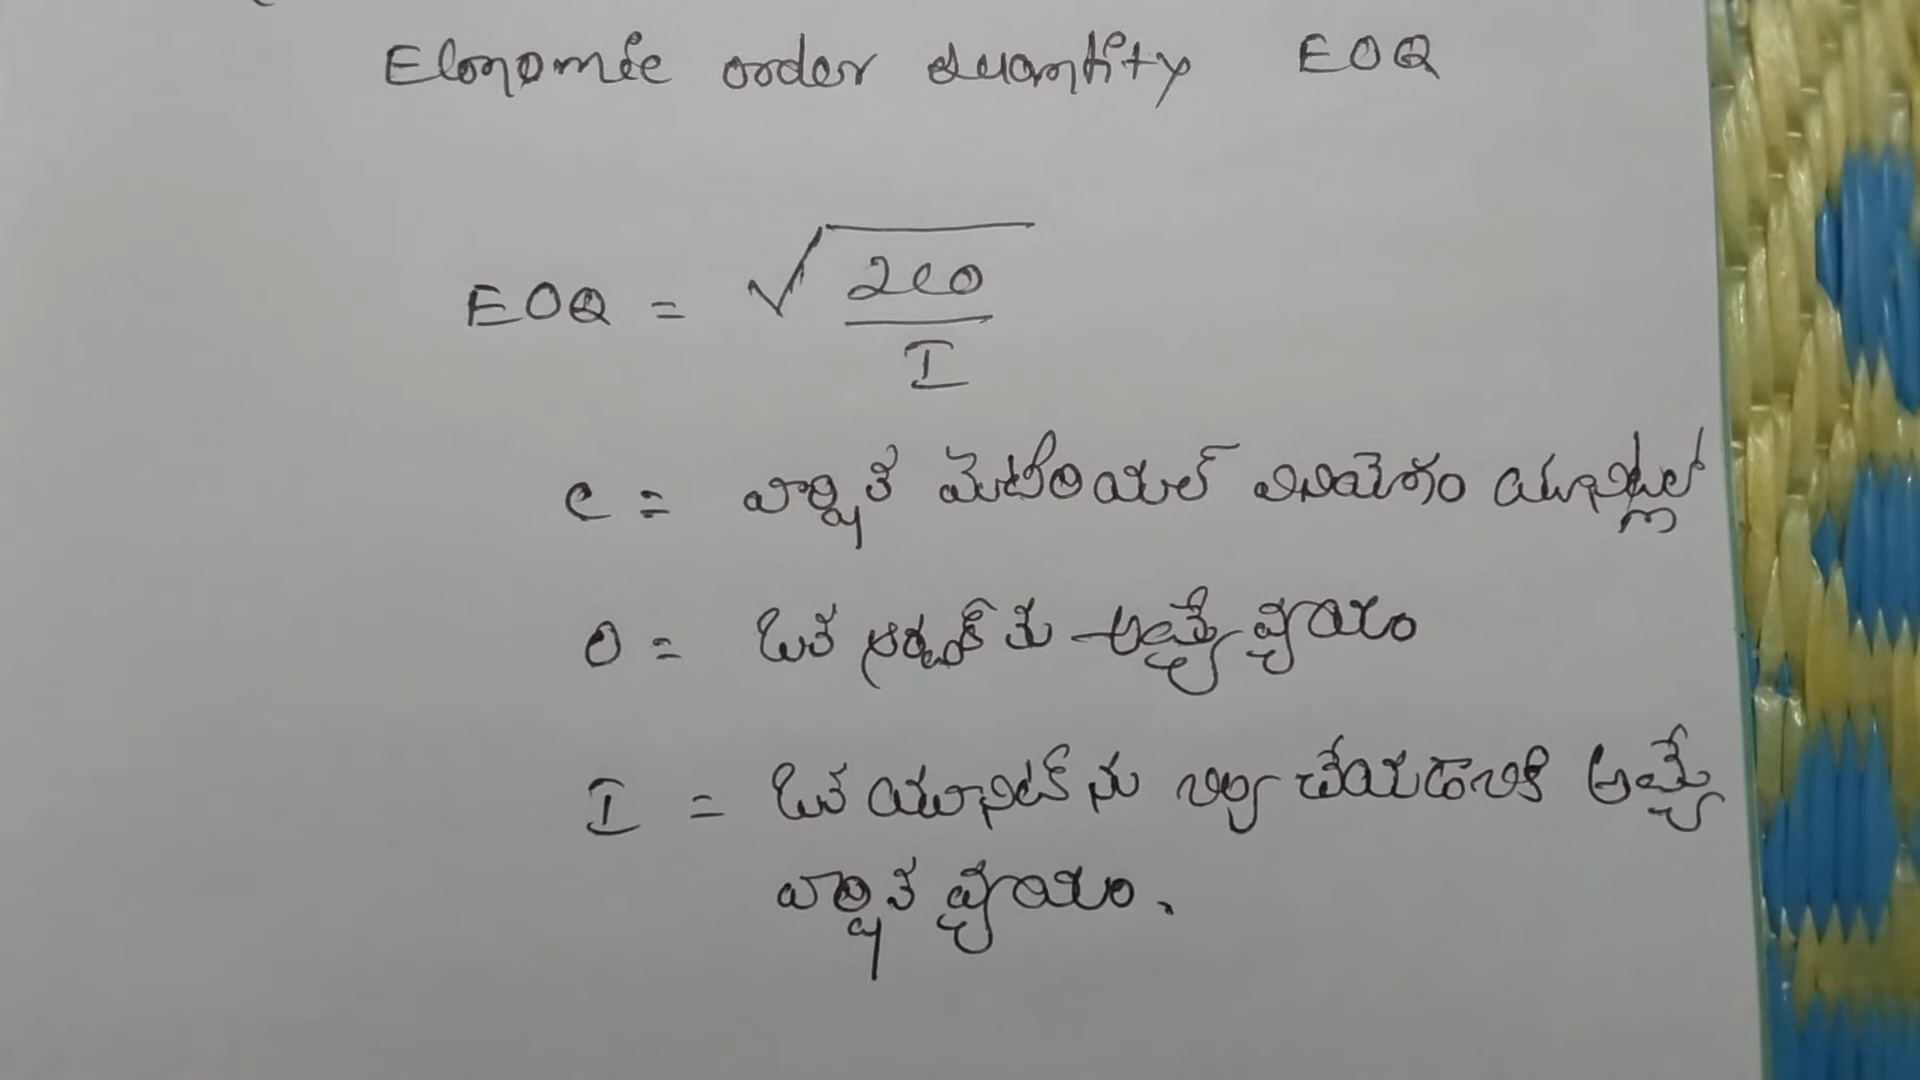 Economic order quantity EOQ
EOQ = √(2CO/I)
C = వార్షిక మెటీరియల్ వినియోగం యూనిట్లలో
O = ఒక ఆర్డర్ కు అయ్యే వ్యయం
I = ఒక యూనిట్ ను నిల్వ చేయడానికి అయ్యే
వార్షిక వ్యయం.